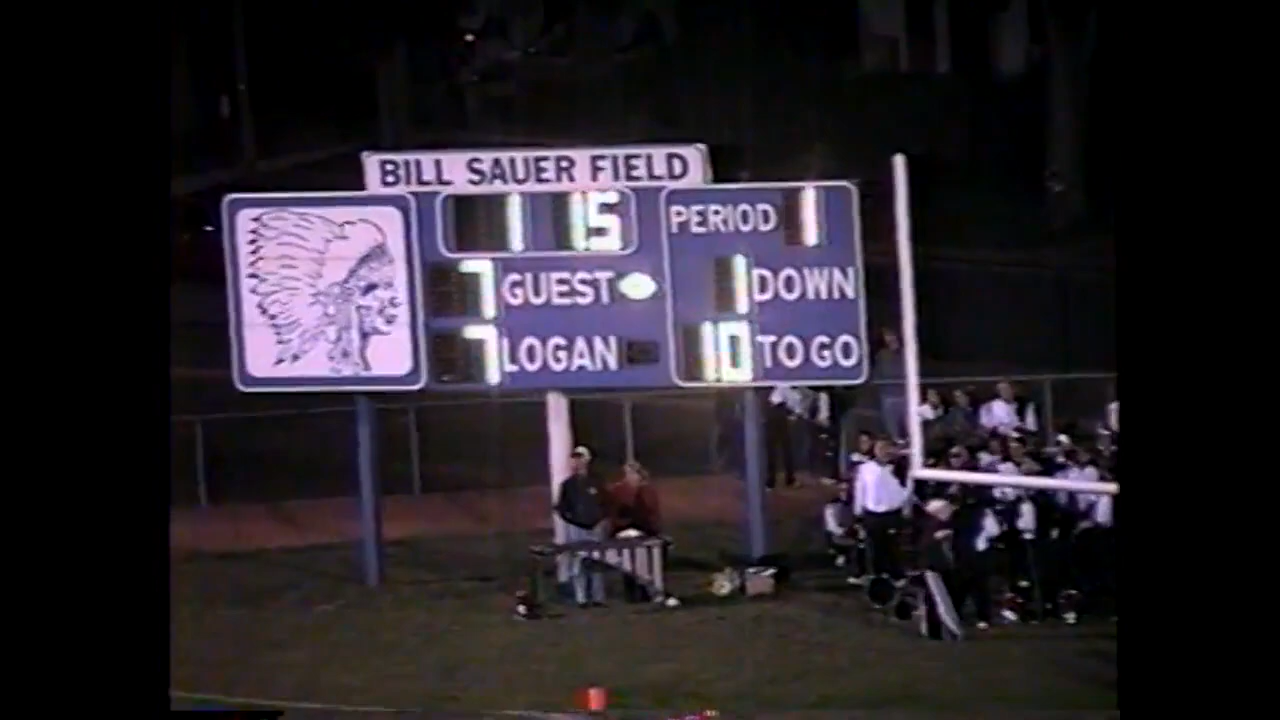 BILL SAUER FIELD
1 15 PERIOD 1
7 GUEST 1 DOWN
7 LOGAN 10 TO GO